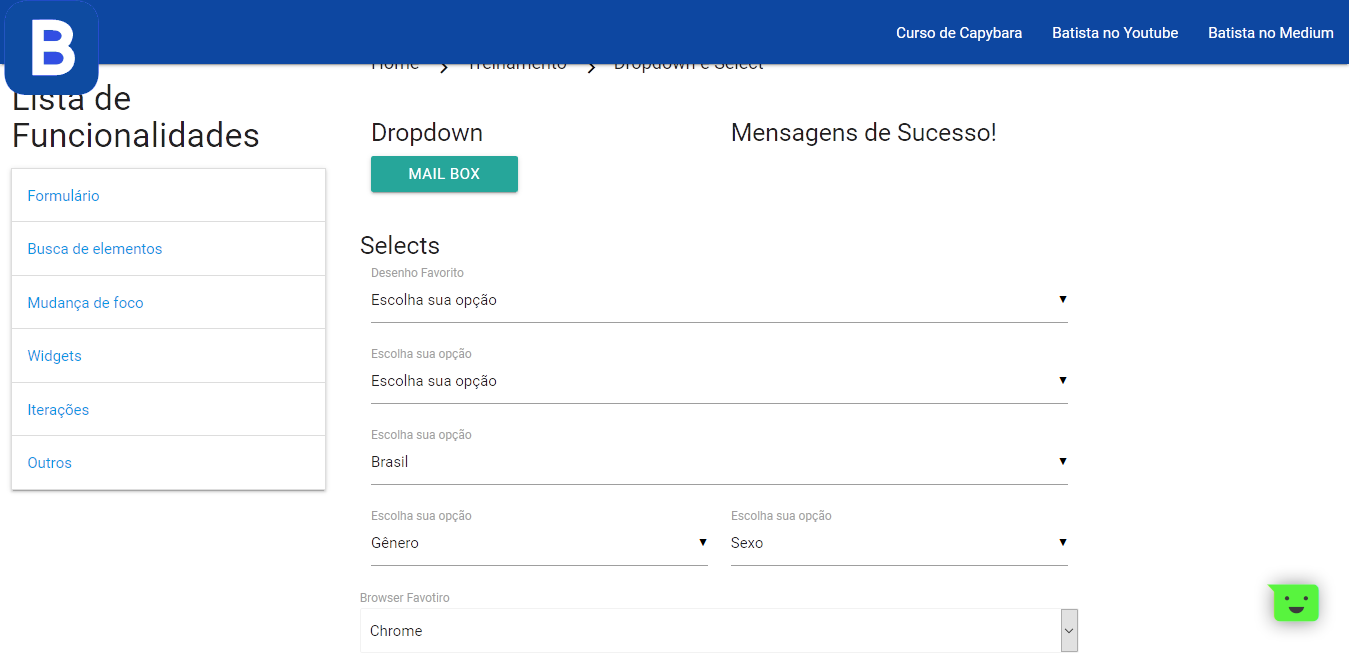 B
Curso de Capybara
Batista no Youtube
Batista no Medium
Home > Treinamento > Dropdown e Select
Lista de
Funcionalidades
Formulário
Busca de elementos
Mudança de foco
Widgets
Iterações
Outros
Dropdown
MAIL BOX
Mensagens de Sucesso!
Selects
Desenho Favorito
Escolha sua opção
Escolha sua opção
Escolha sua opção
Escolha sua opção
Brasil
Escolha sua opção
Gênero
Escolha sua opção
Sexo
Browser Favotiro
Chrome